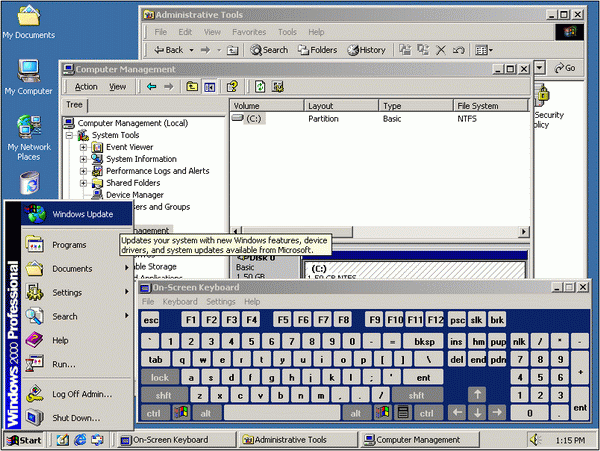 My Documents
My Computer
My Network
Places
Administrative Tools
File Edit View Favorites Tools Help
Back Search Folders History
Go
Security
olicy
Computer Management
Action View
Tree
Computer Management (Local)
System Tools
Event Viewer
System Information
Performance Logs and Alerts
Shared Folders
Device Manager
sers and Groups
nagement
able Storage
d Applications
Volume Layout Type File System
(C:) Partition Basic NTFS
Disk 0
Basic
1.50 GB
(C:)
1.50 GB NTFS
Windows 2000 Professional
Windows Update
Programs
Documents
Settings
Search
Help
Run...
Log Off Admin...
Shut Down...
Updates your system with new Windows features, device
drivers, and system updates available from Microsoft.
On-Screen Keyboard
File Keyboard Settings Help
esc F1 F2 F3 F4 F5 F6 F7 F8 F9 F10 F11 F12 psc slk brk
` 1 2 3 4 5 6 7 8 9 0 - = bksp ins hm pup nlk / * -
tab q w e r t y u i o p [ ] \ del end pdn 7 8 9 +
lock a s d f g h j k l ; ' ent 4 5 6
shft z x c v b n m , . / shft 1 2 3 ent
ctrl alt alt ctrl 0 .
Start On-Screen Keyboard Administrative Tools Computer Management 1:15 PM